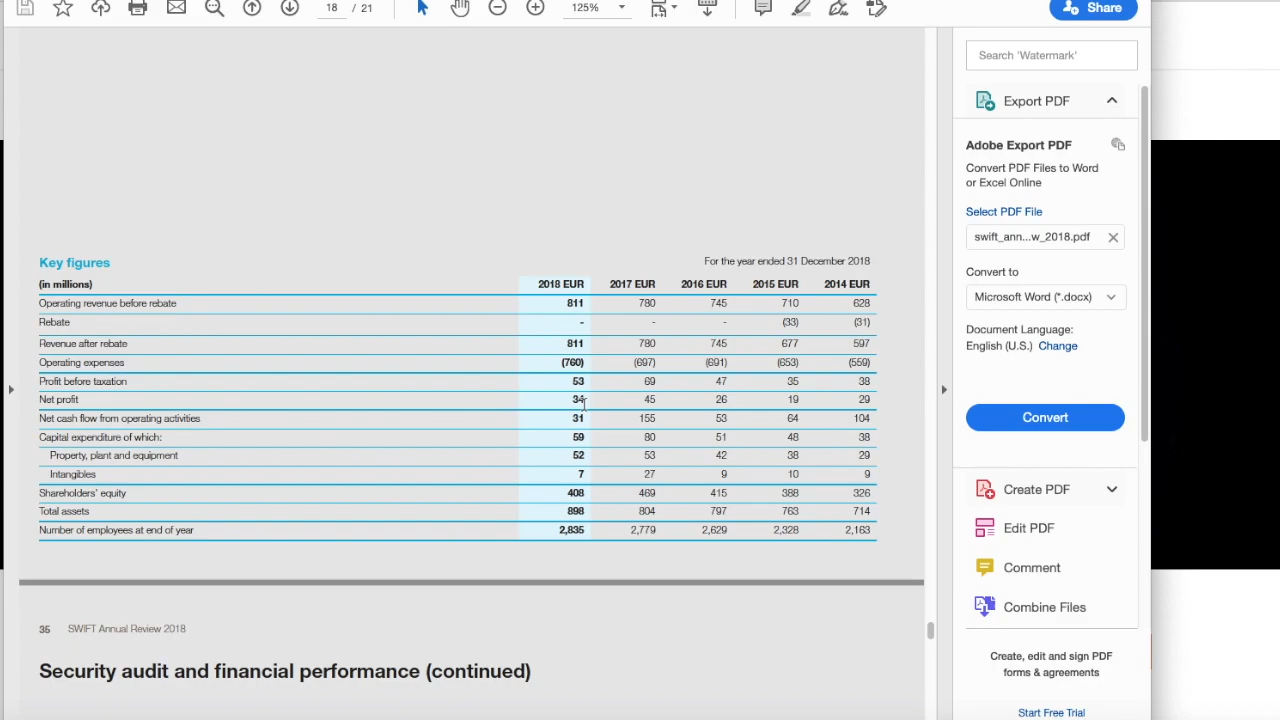 18 / 21 125% Share
Search 'Watermark'
Export PDF
Adobe Export PDF
Convert PDF Files to Word
or Excel Online
Select PDF File
swift_ann...w_2018.pdf
Convert to
Microsoft Word (*.docx)
Document Language:
English (U.S.) Change
Convert
Create PDF
Edit PDF
Comment
Combine Files
Create, edit and sign PDF
forms & agreements
Start Free Trial
Key figures For the year ended 31 December 2018
(in millions) 2018 EUR 2017 EUR 2016 EUR 2015 EUR 2014 EUR
Operating revenue before rebate 811 780 745 710 628
Rebate - - - (33) (31)
Revenue after rebate 811 780 745 677 597
Operating expenses (760) (697) (691) (653) (559)
Profit before taxation 53 69 47 35 38
Net profit 34 45 26 19 29
Net cash flow from operating activities 31 155 53 64 104
Capital expenditure of which: 59 80 51 48 38
Property, plant and equipment 52 53 42 38 29
Intangibles 7 27 9 10 9
Shareholders' equity 408 469 415 388 326
Total assets 898 804 797 763 714
Number of employees at end of year 2,835 2,779 2,629 2,328 2,163
35 SWIFT Annual Review 2018
Security audit and financial performance (continued)